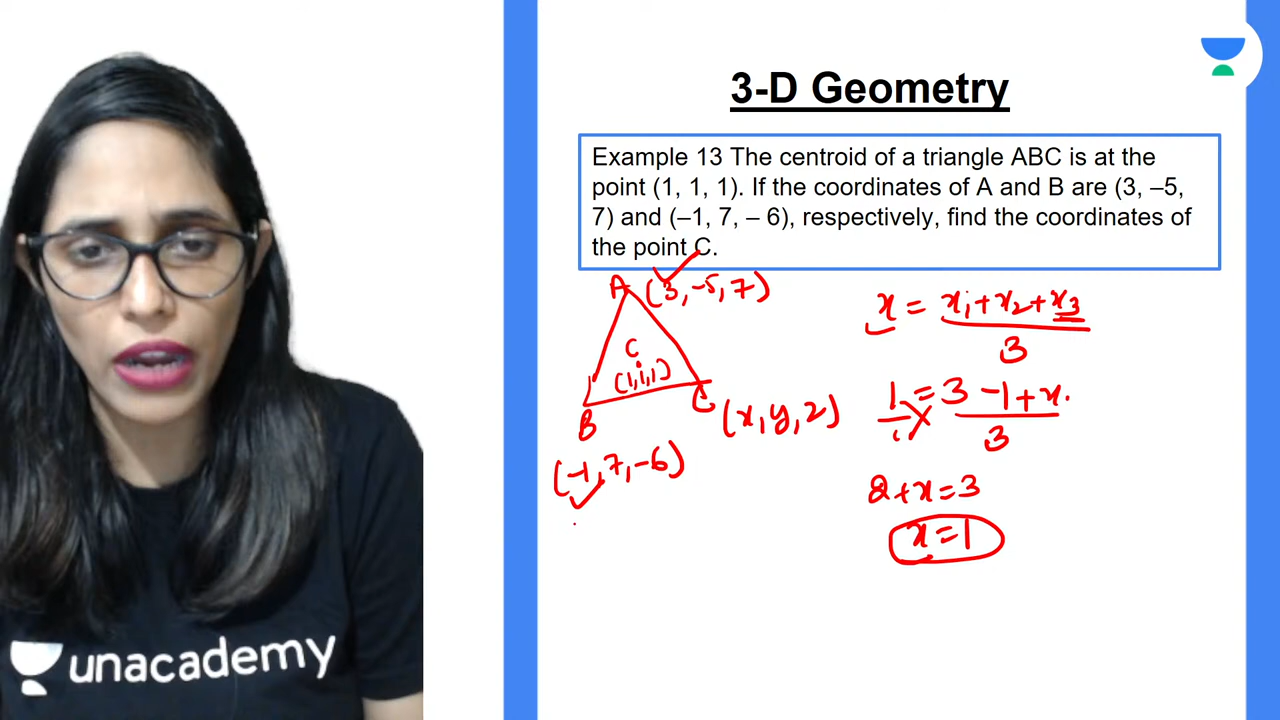 3-D Geometry
Example 13 The centroid of a triangle ABC is at the
point (1, 1, 1). If the coordinates of A and B are (3, –5,
7) and (–1, 7, – 6), respectively, find the coordinates of
the point C.
A (3,-5,7)
C
(1,1,1)
B
C (x,y,2)
(-1,7,-6)
x = x1+x2+x3
3
1 = 3 -1+x
1 3
2+x=3
x=1
unacademy